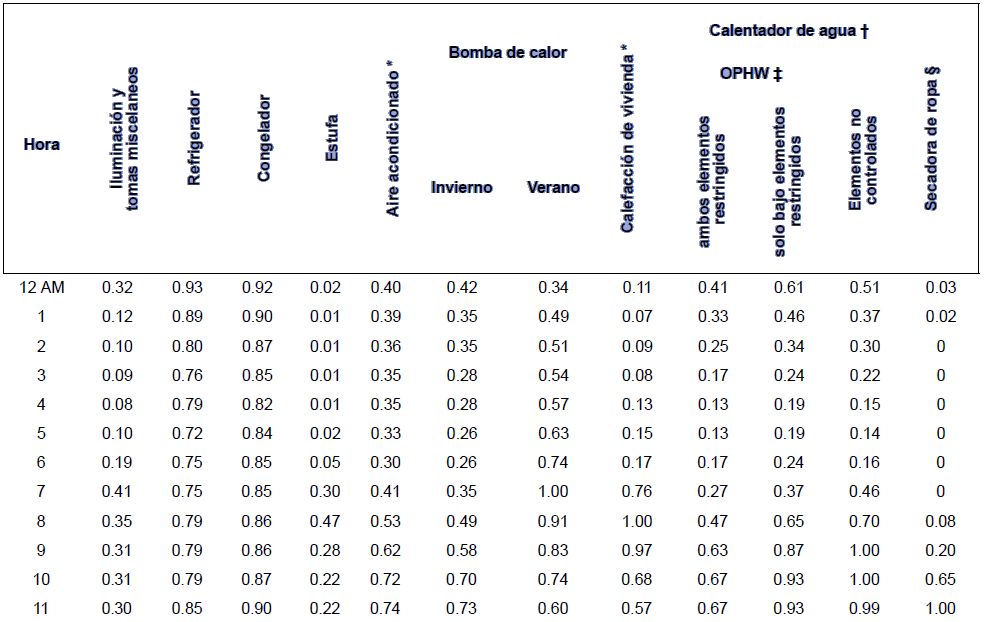 Hora
Iluminación y
tomas miscelaneos
Refrigerador
Congelador
Estufa
Aire acondicionado *
Bomba de calor
Invierno
Verano
Calefacción de vivienda *
Calentador de agua †
OPHW ‡
ambos elementos
restringidos
solo bajo elementos
restringidos
Elementos no
controlados
Secadora de ropa §
12 AM 0.32 0.93 0.92 0.02 0.40 0.42 0.34 0.11 0.41 0.61 0.51 0.03
1 0.12 0.89 0.90 0.01 0.39 0.35 0.49 0.07 0.33 0.46 0.37 0.02
2 0.10 0.80 0.87 0.01 0.36 0.35 0.51 0.09 0.25 0.34 0.30 0
3 0.09 0.76 0.85 0.01 0.35 0.28 0.54 0.08 0.17 0.24 0.22 0
4 0.08 0.79 0.82 0.01 0.35 0.28 0.57 0.13 0.13 0.19 0.15 0
5 0.10 0.72 0.84 0.02 0.33 0.26 0.63 0.15 0.13 0.19 0.14 0
6 0.19 0.75 0.85 0.05 0.30 0.26 0.74 0.17 0.17 0.24 0.16 0
7 0.41 0.75 0.85 0.30 0.41 0.35 1.00 0.76 0.27 0.37 0.46 0
8 0.35 0.79 0.86 0.47 0.53 0.49 0.91 1.00 0.47 0.65 0.70 0.08
9 0.31 0.79 0.86 0.28 0.62 0.58 0.83 0.97 0.63 0.87 1.00 0.20
10 0.31 0.79 0.87 0.22 0.72 0.70 0.74 0.68 0.67 0.93 1.00 0.65
11 0.30 0.85 0.90 0.22 0.74 0.73 0.60 0.57 0.67 0.93 0.99 1.00